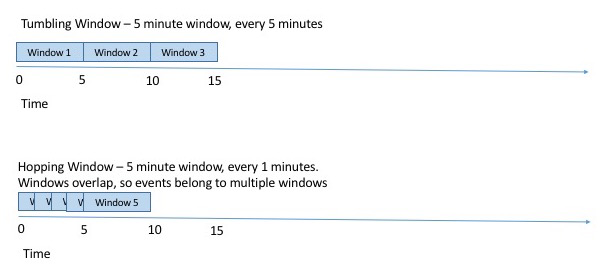 Tumbling Window – 5 minute window, every 5 minutes
Window 1 Window 2 Window 3
0 5 10 15
Time
Hopping Window – 5 minute window, every 1 minutes.
Windows overlap, so events belong to multiple windows
Window 5
0 5 10 15
Time